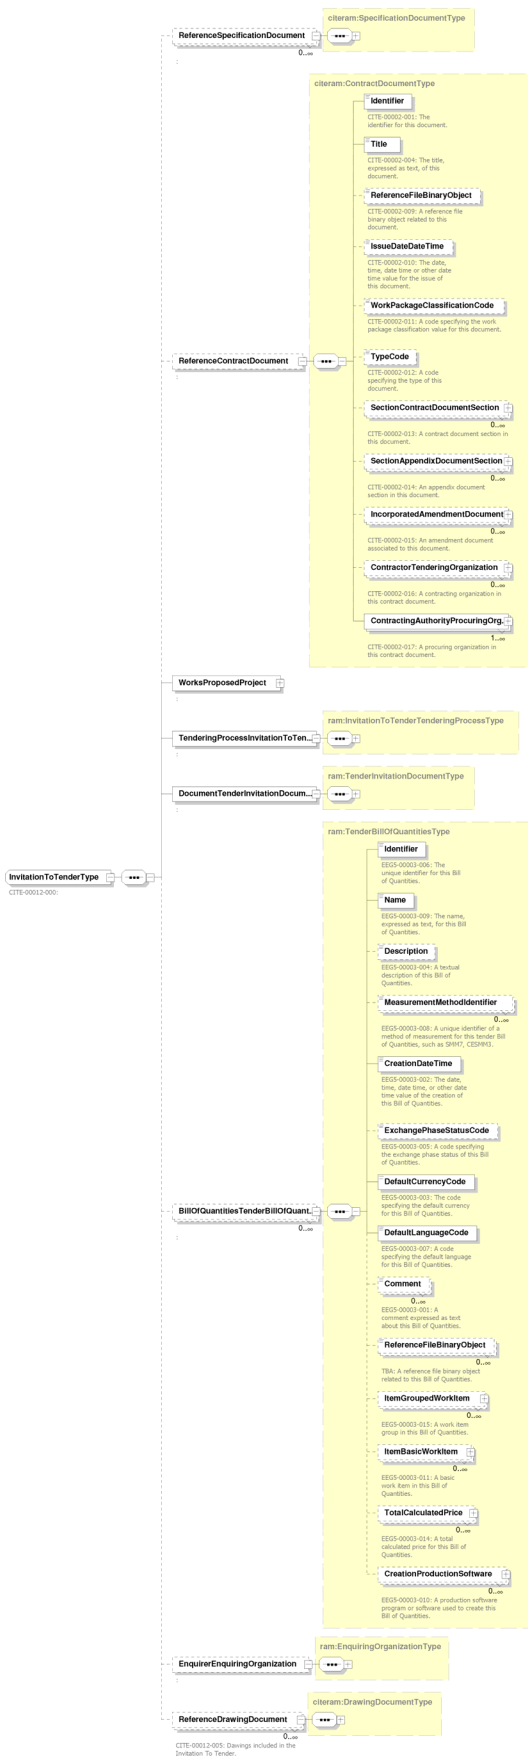 citeram:SpecificationDocumentType
ReferenceSpecificationDocument
0..∞
:
citeram:ContractDocumentType
Identifier
CITE-00002-001: The
identifier for this document.
Title
CITE-00002-004: The title,
expressed as text, of this
document.
ReferenceFileBinaryObject
CITE-00002-009: A reference file
binary object related to this
document.
IssueDateDateTime
CITE-00002-010: The date,
time, date time or other date
time value for the issue of
this document.
WorkPackageClassificationCode
CITE-00002-011: A code specifying the work
package classification value for this document.
ReferenceContractDocument
:
TypeCode
CITE-00002-012: A code
specifying the type of this
document.
SectionContractDocumentSection
0..∞
CITE-00002-013: A contract document section in
this document.
SectionAppendixDocumentSection
0..∞
CITE-00002-014: An appendix document
section in this document.
IncorporatedAmendmentDocument
0..∞
CITE-00002-015: An amendment document
associated to this document.
ContractorTenderingOrganization
0..∞
CITE-00002-016: A contracting organization in
this contract document.
ContractingAuthorityProcuringOrg..
1..∞
CITE-00002-017: A procuring organization in
this contract document.
WorksProposedProject
:
ram:InvitationToTenderTenderingProcessType
TenderingProcessInvitationToTen...
:
ram:TenderInvitationDocumentType
DocumentTenderInvitationDocum...
:
InvitationToTenderType
CITE-00012-000:
ram:TenderBillOfQuantitiesType
Identifier
EEG5-00003-006: The
unique identifier for this Bill
of Quantities.
Name
EEG5-00003-009: The name,
expressed as text, for this Bill
of Quantities.
Description
EEG5-00003-004: A textual
description of this Bill of
Quantities.
MeasurementMethodIdentifier
0..∞
EEG5-00003-008: A unique identifier of a
method of measurement for this tender Bill
of Quantities, such as SMM7, CESMM3.
CreationDateTime
EEG5-00003-002: The date,
time, date time, or other date
time value of the creation of
this Bill of Quantities.
ExchangePhaseStatusCode
EEG5-00003-005: A code specifying
the exchange phase status of this Bill
of Quantities.
DefaultCurrencyCode
EEG5-00003-003: The code
specifying the default currency
for this Bill of Quantities.
BillOfQuantitiesTenderBillOfQuant...
0..∞
:
DefaultLanguageCode
EEG5-00003-007: A code
specifying the default language
for this Bill of Quantities.
Comment
0..∞
EEG5-00003-001: A
comment expressed as text
about this Bill of Quantities.
ReferenceFileBinaryObject
0..∞
TBA: A reference file binary object
related to this Bill of Quantities.
ItemGroupedWorkItem
0..∞
EEG5-00003-015: A work item
group in this Bill of Quantities.
ItemBasicWorkItem
0..∞
EEG5-00003-011: A basic
work item in this Bill of
Quantities.
TotalCalculatedPrice
0..∞
EEG5-00003-014: A total
calculated price for this Bill of
Quantities.
CreationProductionSoftware
0..∞
EEG5-00003-010: A production software
program or software used to create this
Bill of Quantities.
ram:EnquiringOrganizationType
EnquirerEnquiringOrganization
:
citeram:DrawingDocumentType
ReferenceDrawingDocument
0..∞
CITE-00012-005: Dawings included in the
Invitation To Tender.